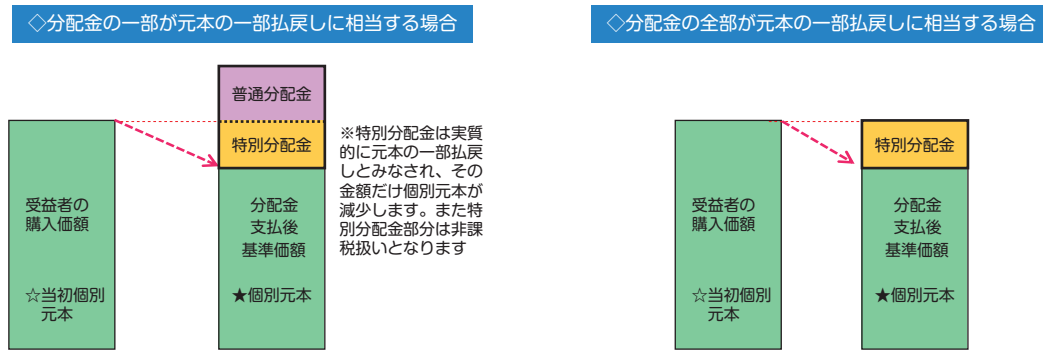 ◇分配金の一部が元本の一部払戻しに相当する場合
普通分配金
特別分配金
受益者の
購入価額
☆当初個別
元本
分配金
支払後
基準価額
★個別元本
※特別分配金は実質
的に元本の一部払戻
しとみなされ、その
金額だけ個別元本が
減少します。また特
別分配金部分は非課
税扱いとなります
◇分配金の全部が元本の一部払戻しに相当する場合
特別分配金
受益者の
購入価額
☆当初個別
元本
分配金
支払後
基準価額
★個別元本